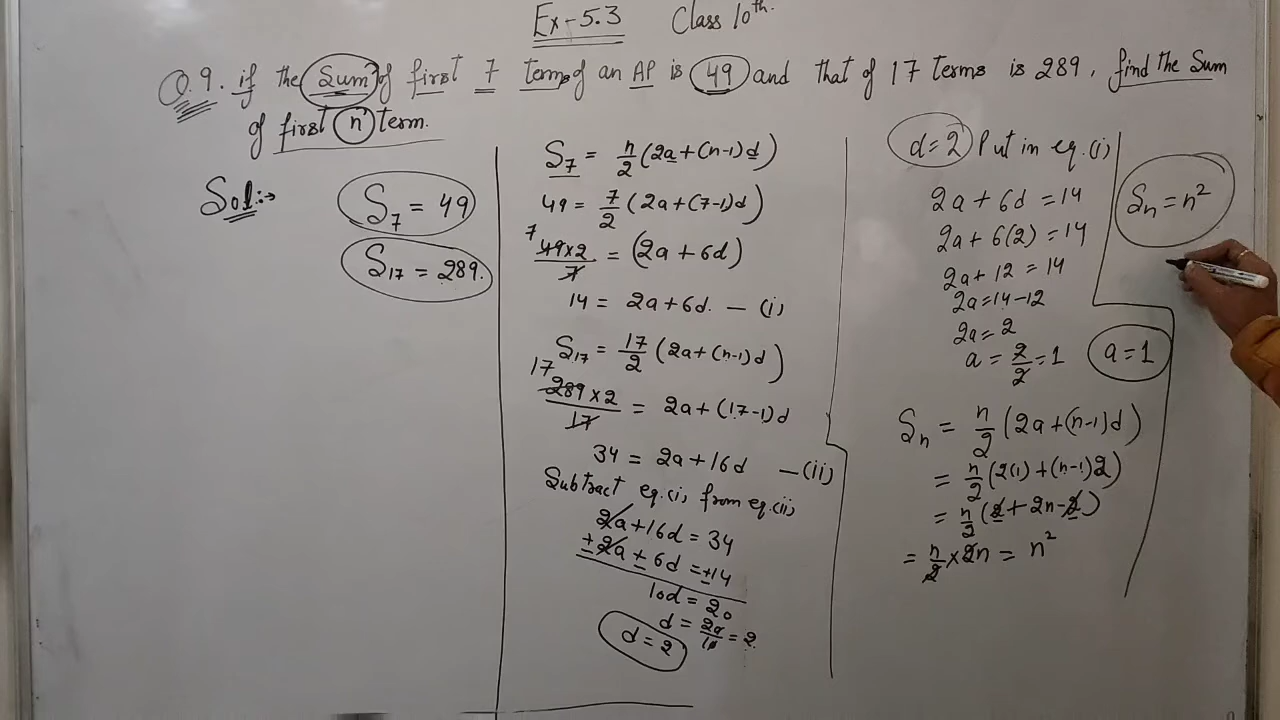 Ex-5.3 Class 10th.
Q.9. if the Sum of first 7 terms of an AP is 49 and that of 17 terms is 289, find the Sum
of first 'n' term.
Sol:→
S₇ = 49
S₁₇ = 289.
S₇ = n/2 (2a+(n-1)d)
49 = 7/2 (2a+(7-1)d)
7 49×2/7 = (2a+6d)
14 = 2a+6d. — (i)
S₁₇ = 17/2 (2a+(n-1)d)
17 289×2/17 = 2a+(17-1)d
34 = 2a+16d — (ii)
Subtract eq.(i) from eq.(ii)
2a+16d = 34
± 2a ± 6d = ±14
10d = 20
d = 20/10 = 2
d = 2
d=2 Put in eq.(i)
2a + 6d = 14
2a + 6(2) = 14
2a + 12 = 14
2a = 14-12
2a = 2
a = 2/2 = 1
a = 1
Sₙ = n/2 (2a+(n-1)d)
= n/2 (2(1)+(n-1)2)
= n/2 (2+2n-2)
= n/2 × 2n = n²
Sₙ = n²